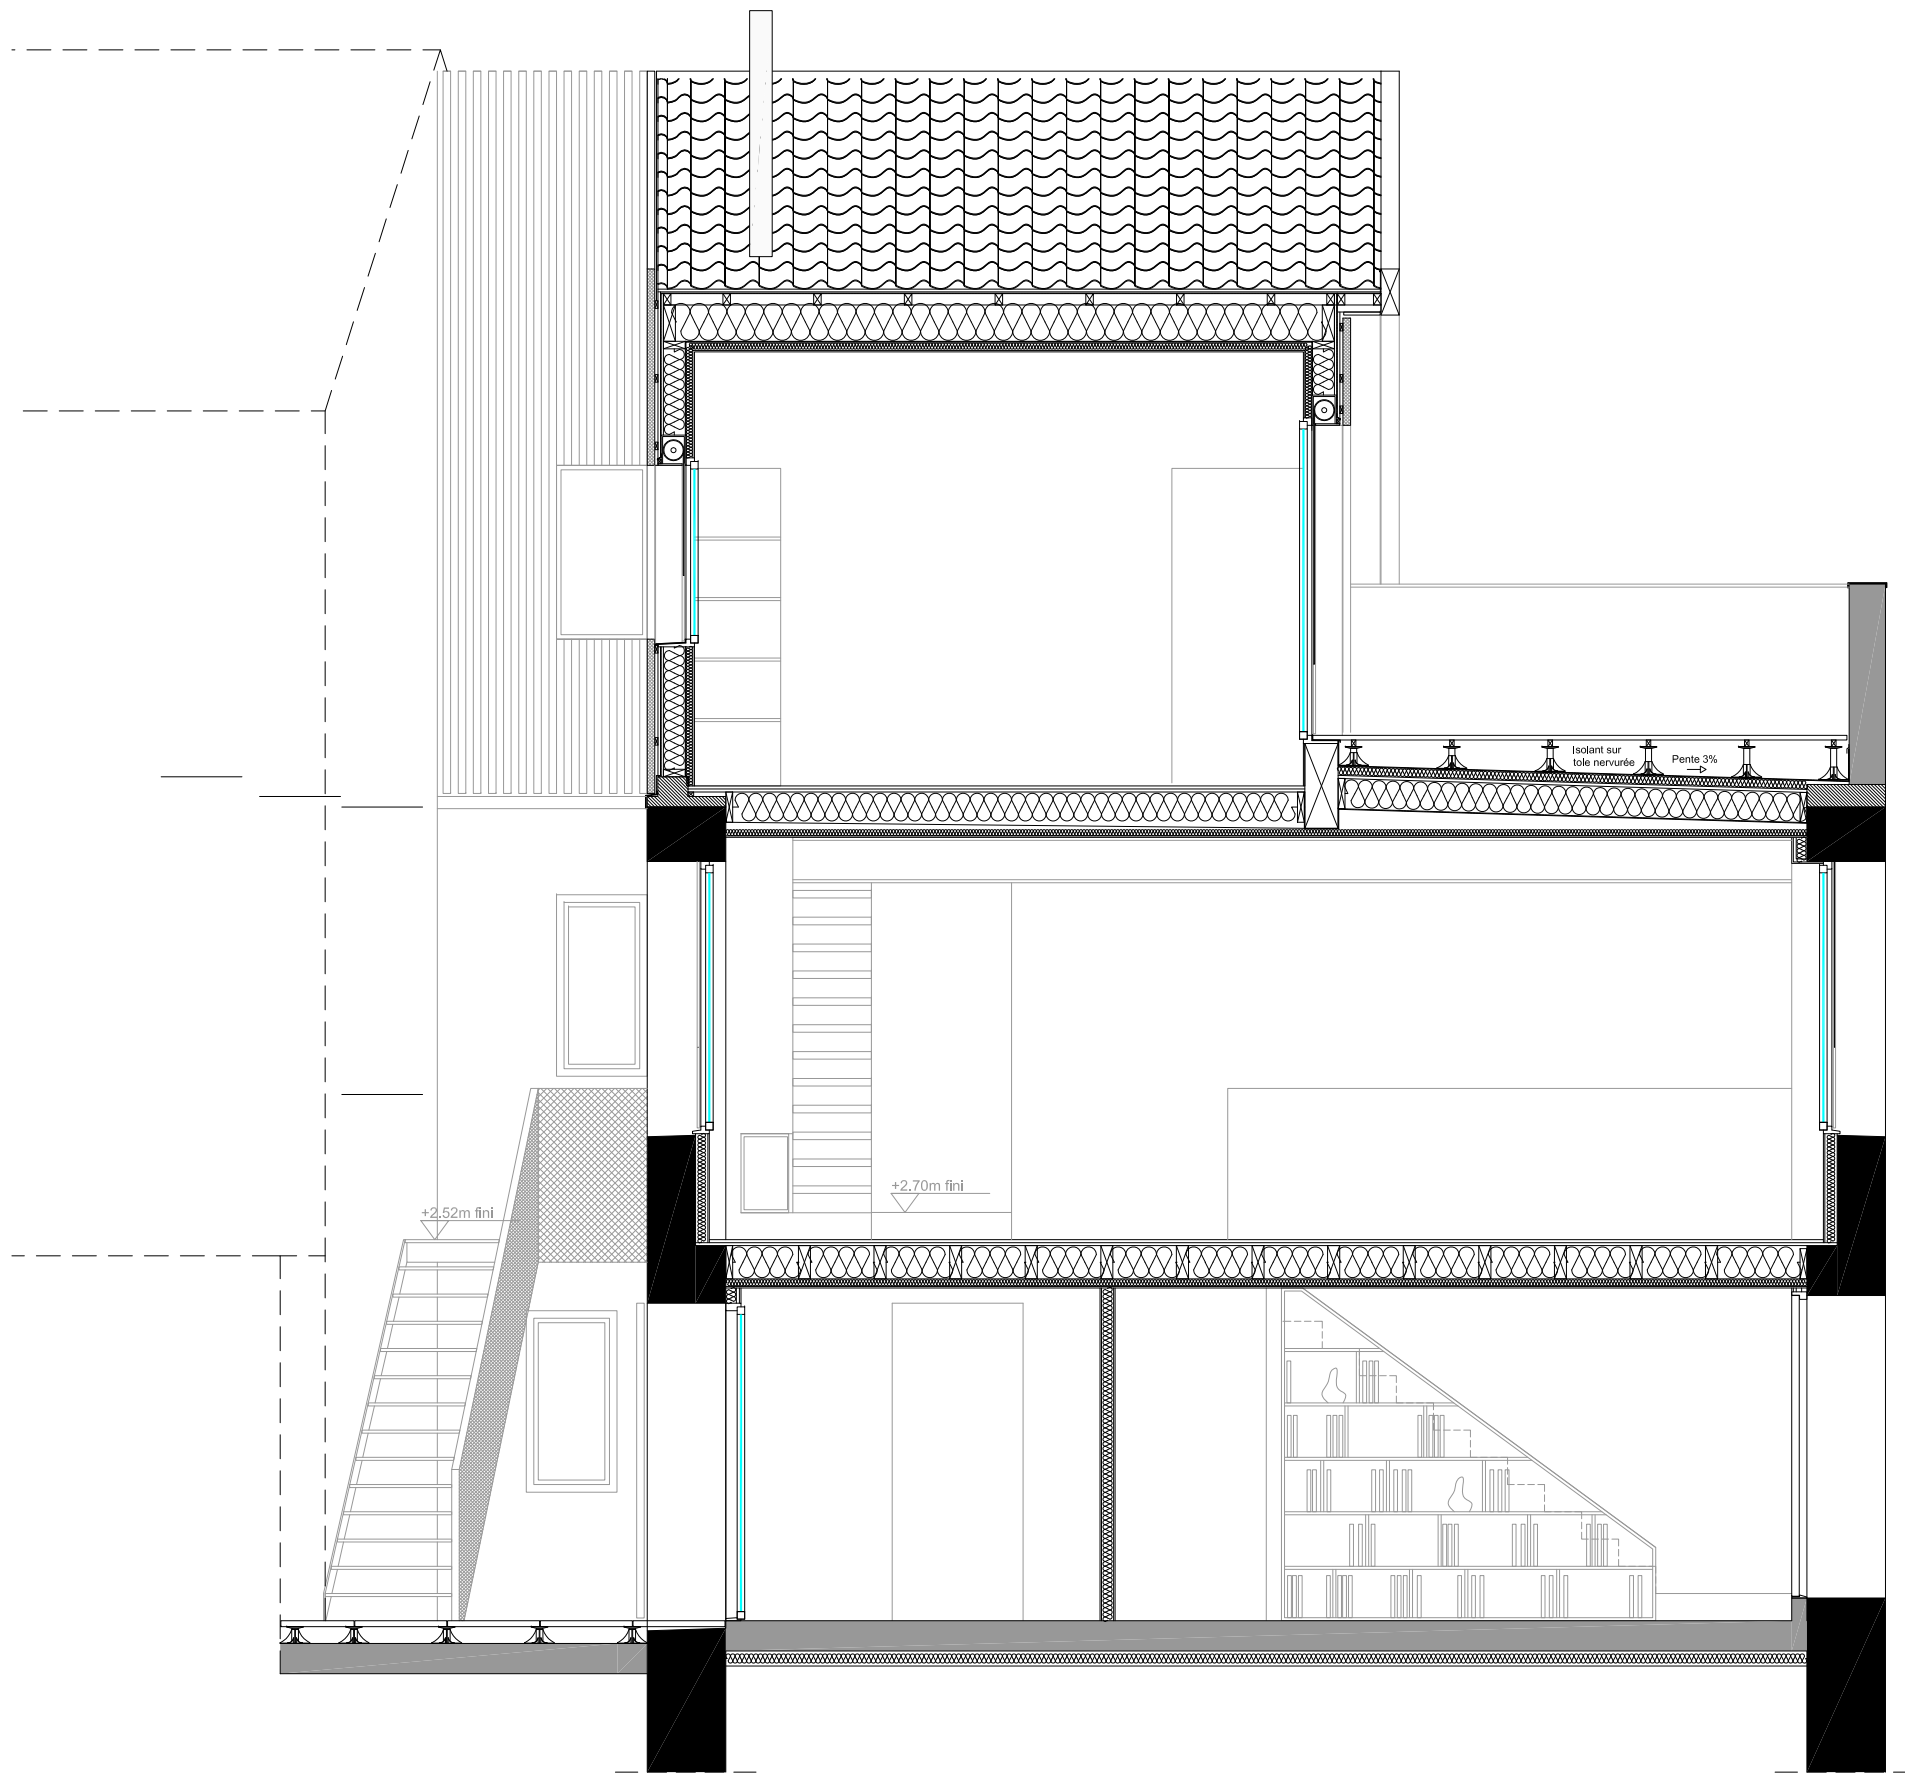 Isolant sur
tole nervurée
Pente 3%
+2.70m fini
+2.52m fini